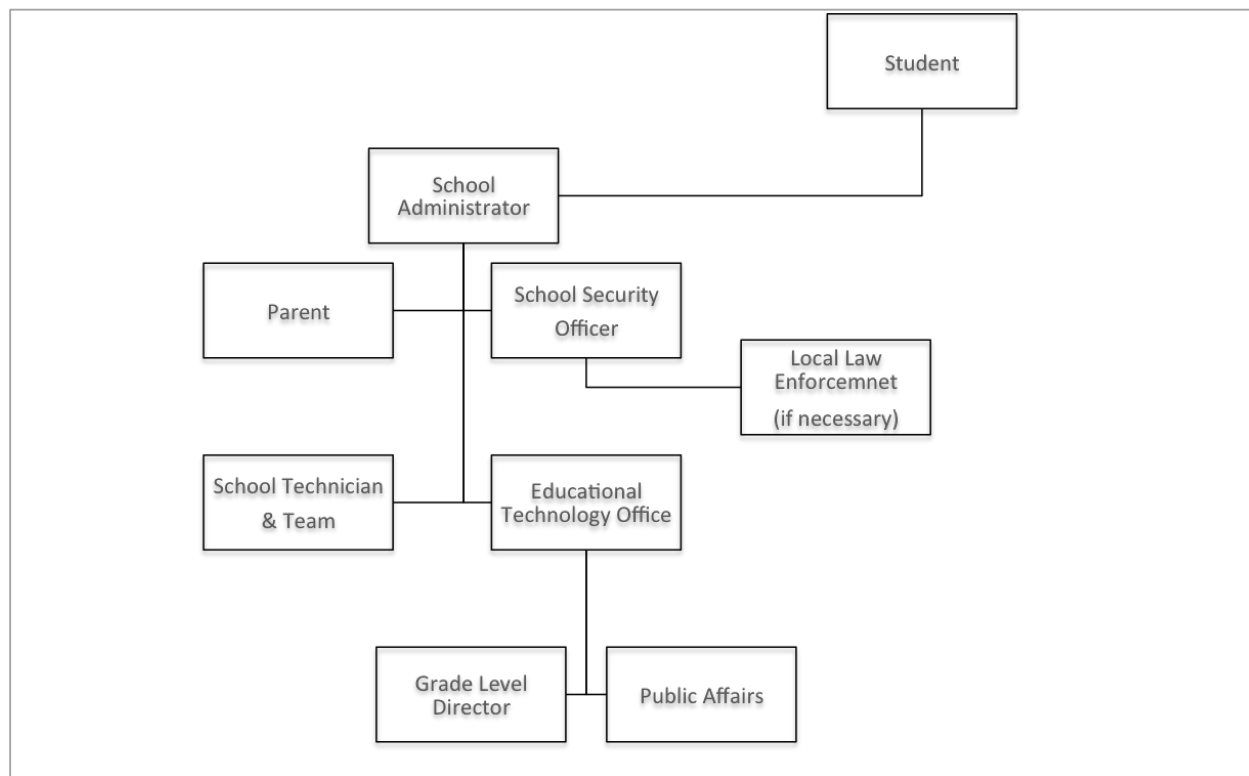 Student
School
Administrator
Parent
School Security
Officer
Local Law
Enforcemnet
(if necessary)
School Technician
& Team
Educational
Technology Office
Grade Level
Director
Public Affairs